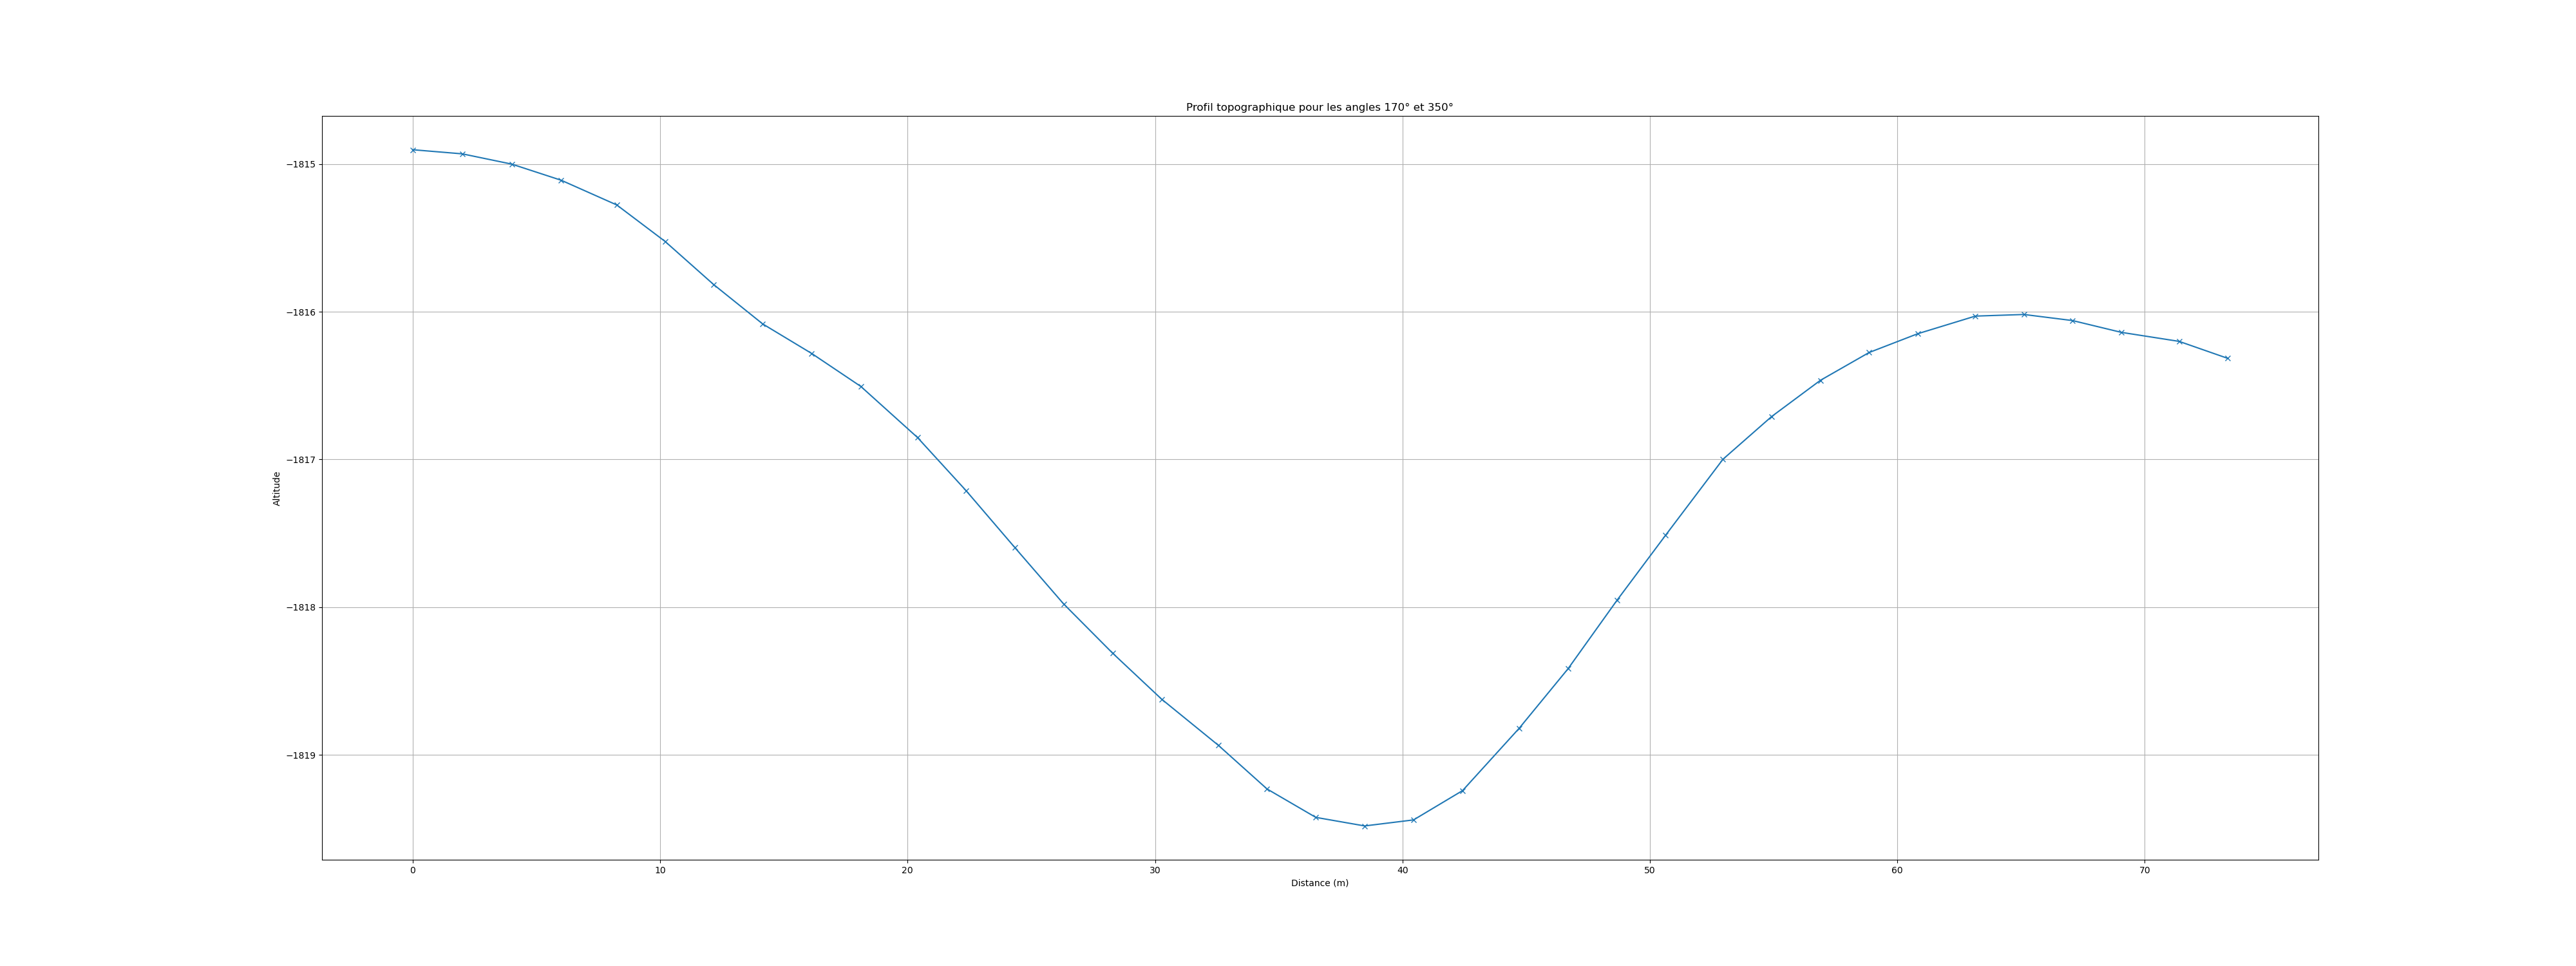 Profil topographique pour les angles 170° et 350°
−1815
−1816
−1817
Altitude
−1818
−1819
0 10 20 30 40 50 60 70
Distance (m)